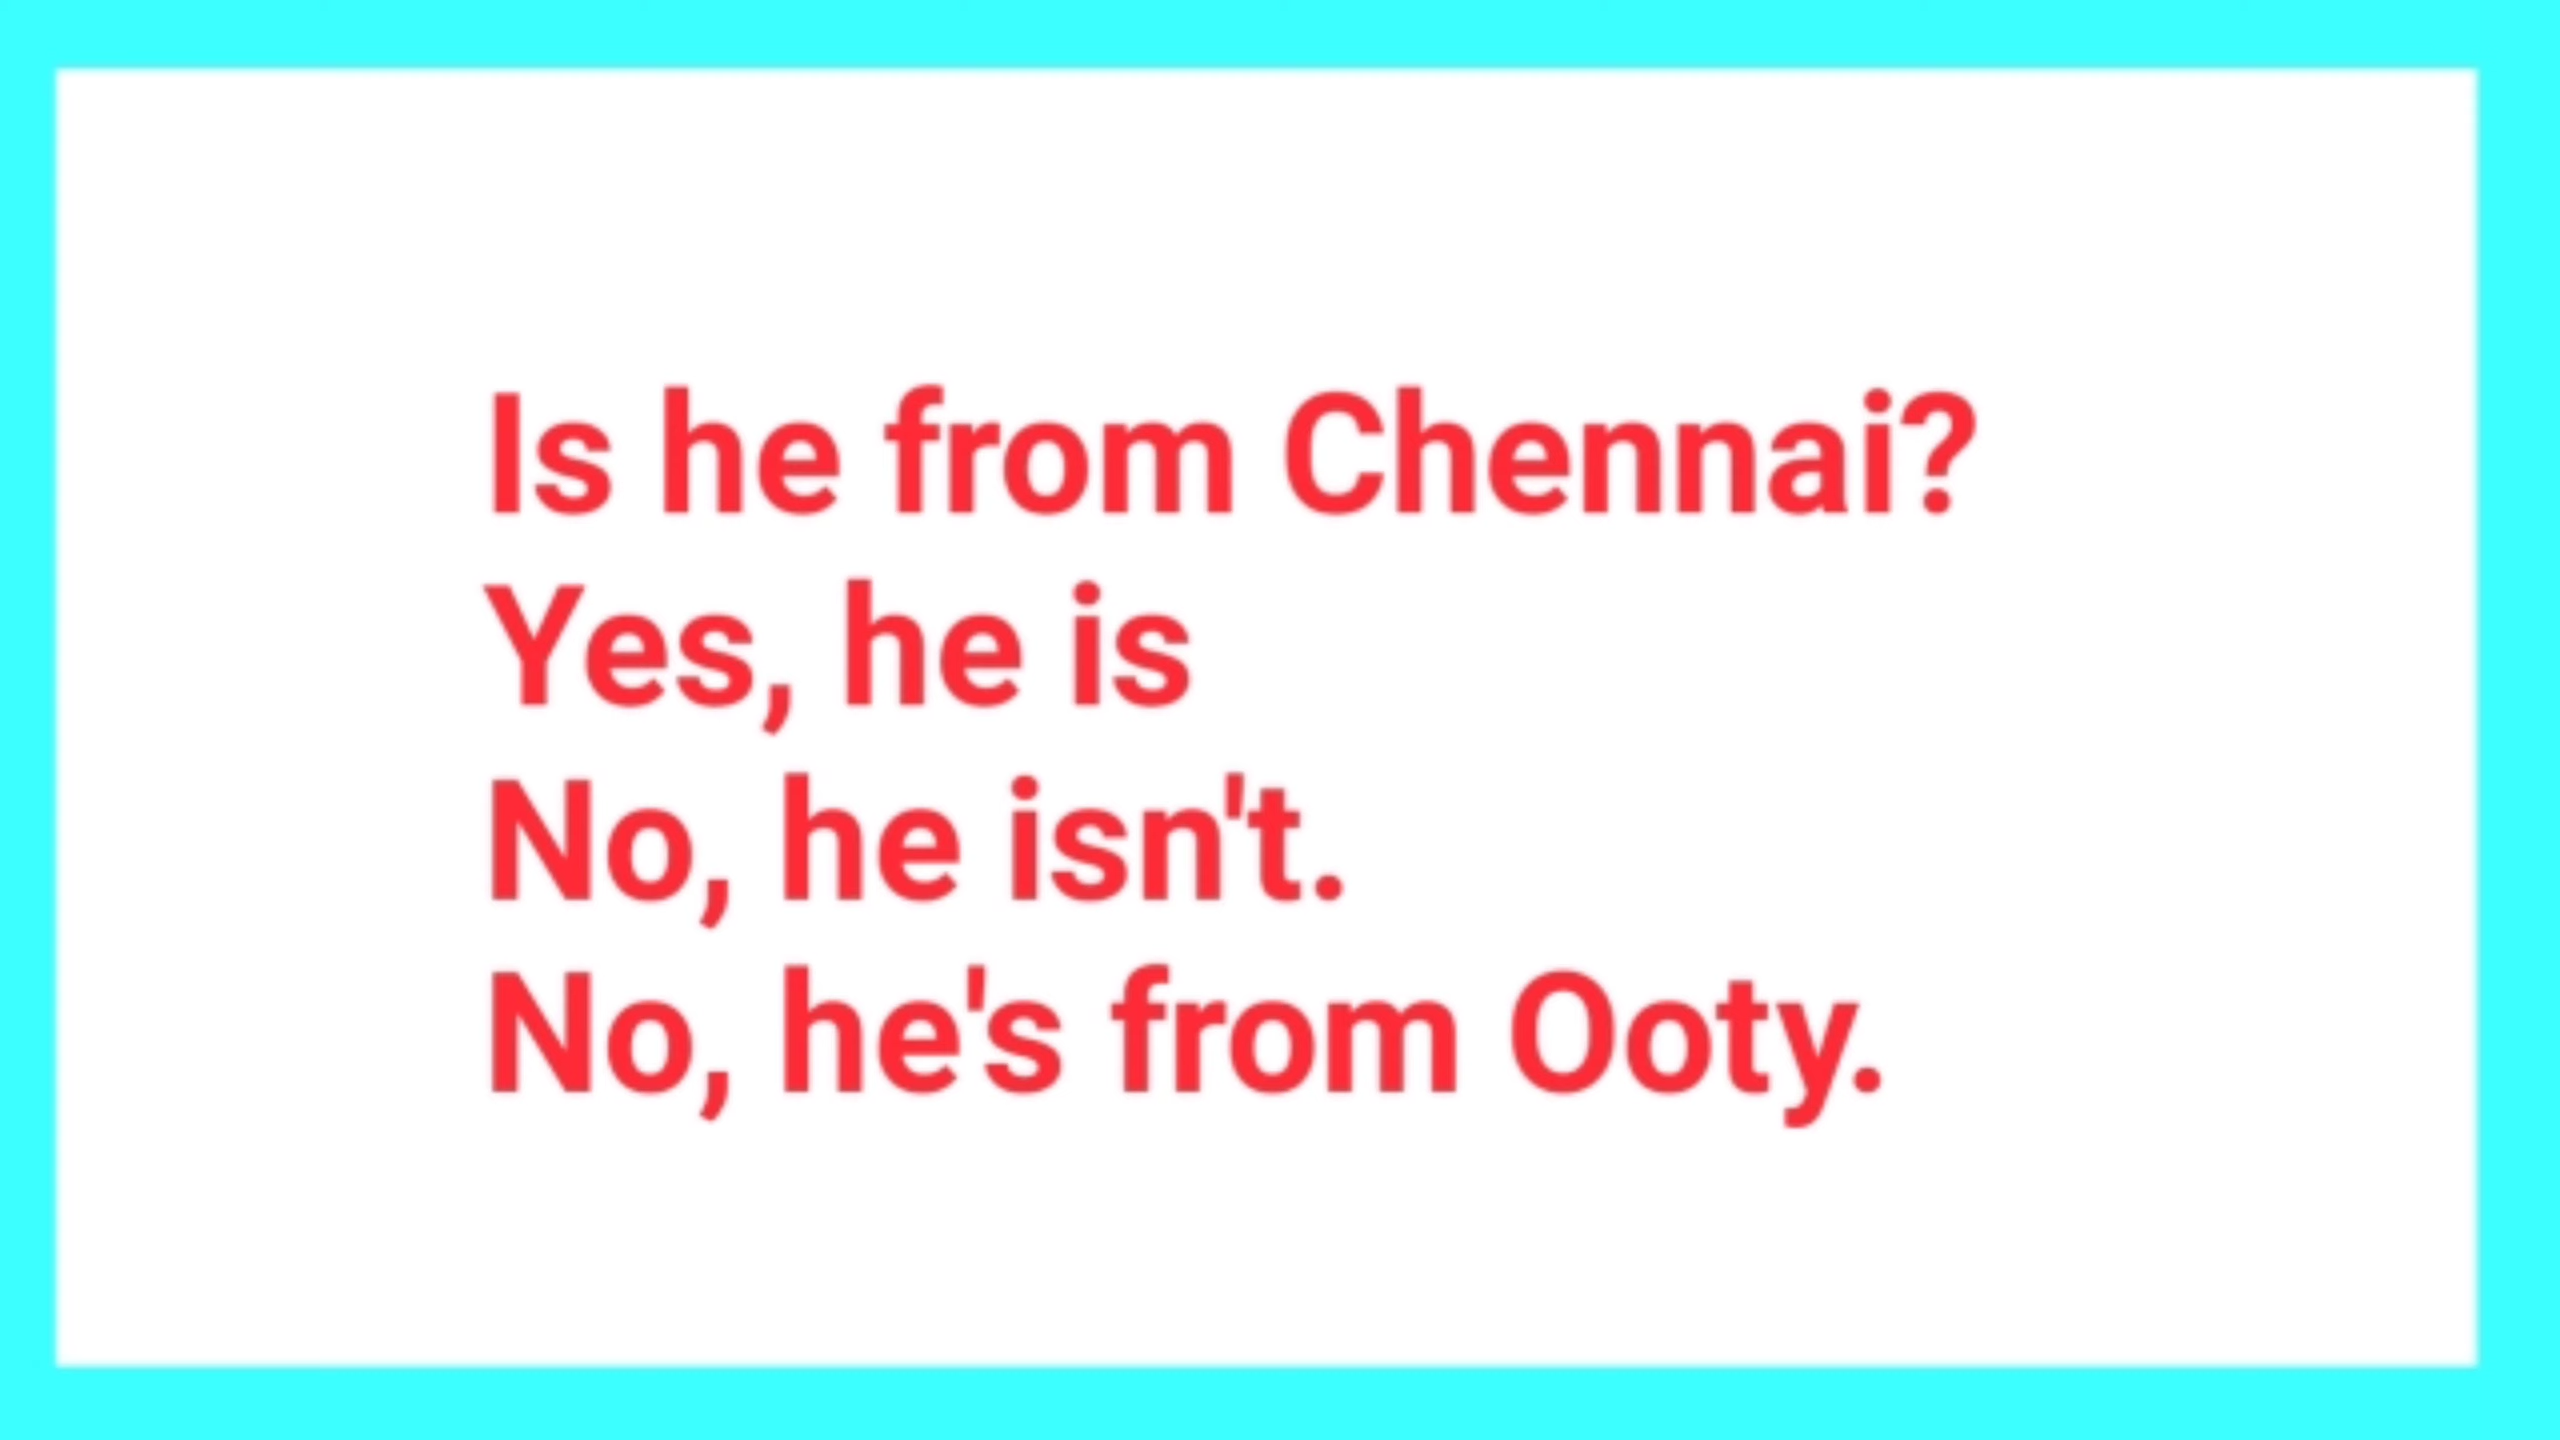 Is he from Chennai?
Yes, he is
No, he isn't.
No, he's from Ooty.